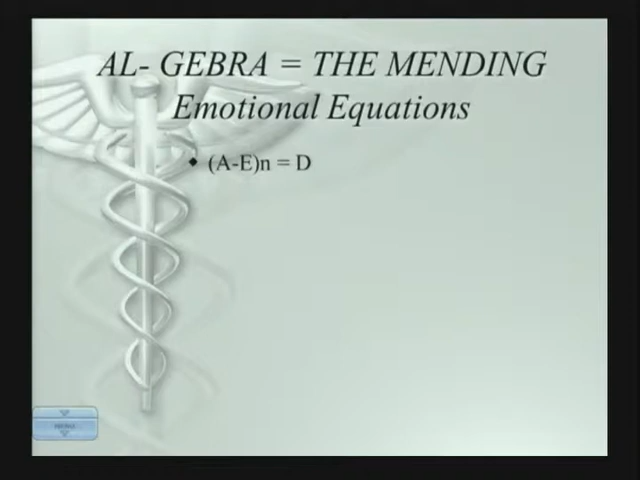 AL- GEBRA = THE MENDING
Emotional Equations
(A-E)n = D